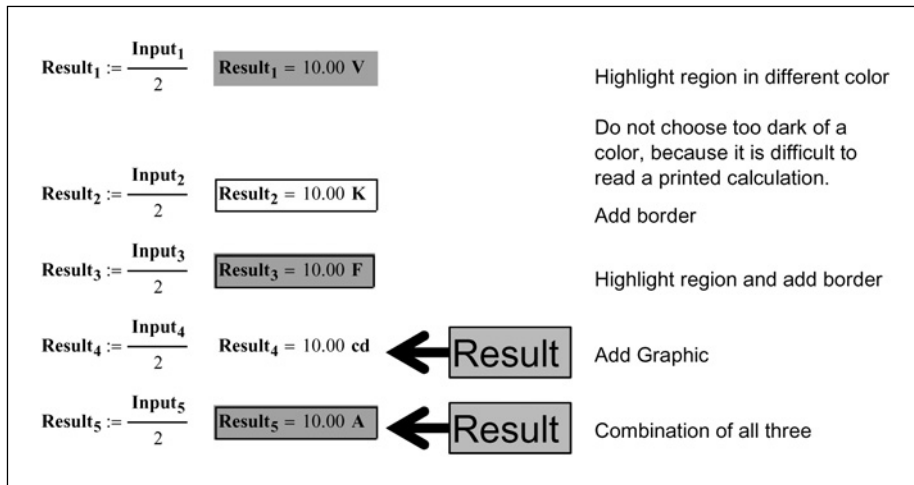 Result₁ := Input₁/2 Result₁ = 10.00 V Highlight region in different color
Do not choose too dark of a
color, because it is difficult to
read a printed calculation.
Result₂ := Input₂/2 Result₂ = 10.00 K Add border
Result₃ := Input₃/2 Result₃ = 10.00 F Highlight region and add border
Result₄ := Input₄/2 Result₄ = 10.00 cd Result Add Graphic
Result₅ := Input₅/2 Result₅ = 10.00 A Result Combination of all three